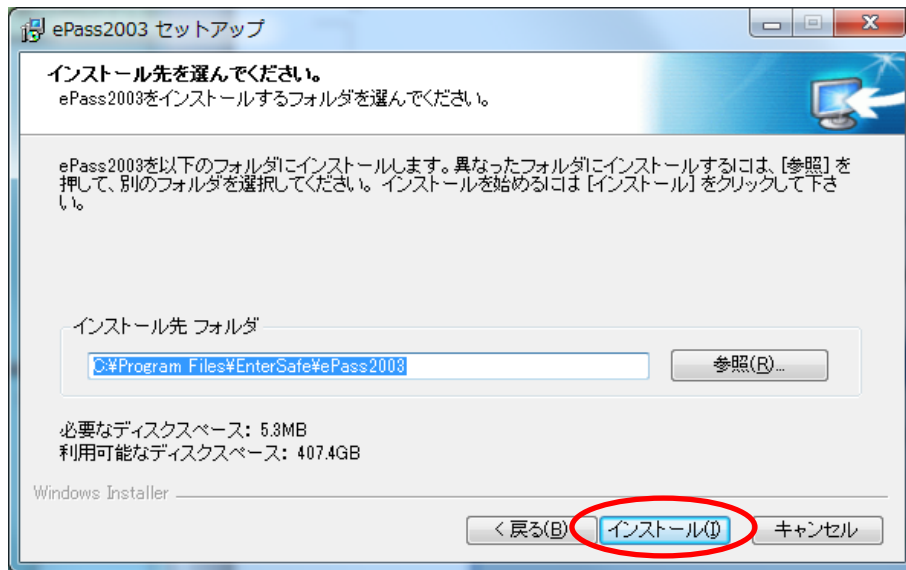 ePass2003 セットアップ
インストール先を選んでください。
ePass2003をインストールするフォルダを選んでください。
ePass2003を以下のフォルダにインストールします。異なったフォルダにインストールするには、[参照] を
押して、別のフォルダを選択してください。インストールを始めるには [インストール] をクリックして下さ
い。
インストール先 フォルダ
C:¥Program Files¥EnterSafe¥ePass2003
参照(R)...
必要なディスクスペース: 5.3MB
利用可能なディスクスペース: 407.4GB
Windows Installer
< 戻る(B) インストール(I) キャンセル